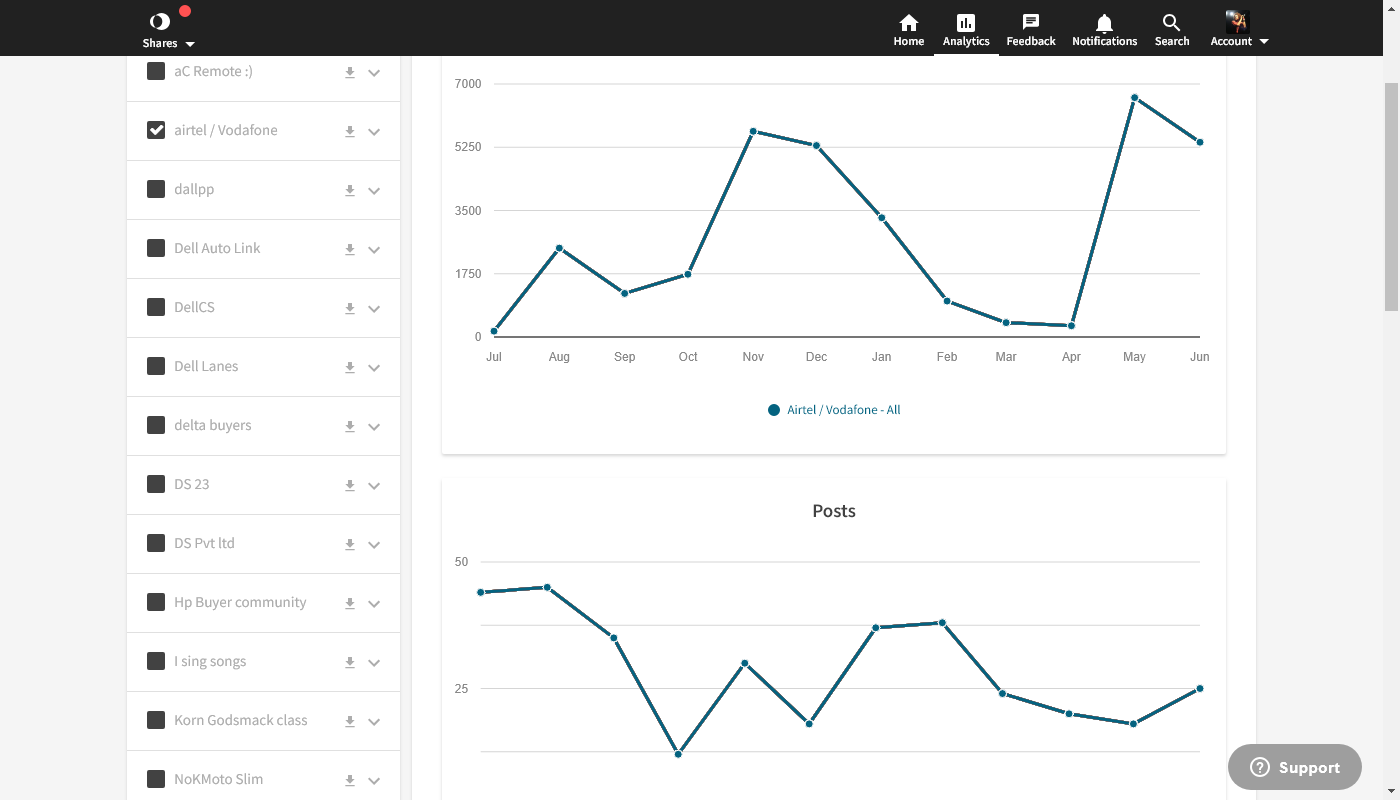 Shares
Home
Analytics
Feedback
Notifications
Search
Account
aC Remote :)
airtel / Vodafone
dallpp
Dell Auto Link
DellCS
Dell Lanes
delta buyers
DS 23
DS Pvt ltd
Hp Buyer community
I sing songs
Korn Godsmack class
NoKMoto Slim
7000
5250
3500
1750
0
Jul Aug Sep Oct Nov Dec Jan Feb Mar Apr May Jun
Airtel / Vodafone - All
Posts
50
25
Support